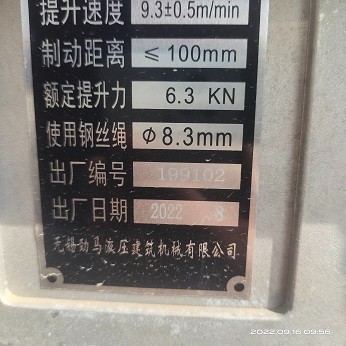 提升速度 9.3±0.5m/min
制动距离 ≤100mm
额定提升力 6.3 KN
使用钢丝绳 Φ8.3mm
出厂编号 199102
出厂日期 2022 8
无锡劲马液压建筑机械有限公司
2022.09.16 09:56